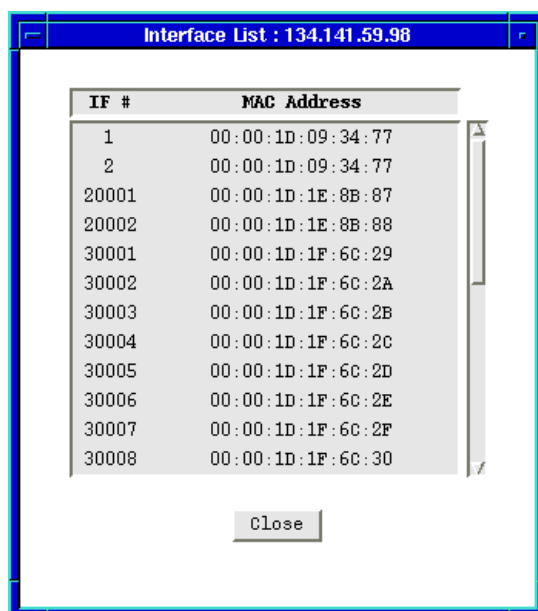 Interface List : 134.141.59.98
IF # MAC Address
1 00:00:1D:09:34:77
2 00:00:1D:09:34:77
20001 00:00:1D:1E:8B:87
20002 00:00:1D:1E:8B:88
30001 00:00:1D:1F:6C:29
30002 00:00:1D:1F:6C:2A
30003 00:00:1D:1F:6C:2B
30004 00:00:1D:1F:6C:2C
30005 00:00:1D:1F:6C:2D
30006 00:00:1D:1F:6C:2E
30007 00:00:1D:1F:6C:2F
30008 00:00:1D:1F:6C:30
Close